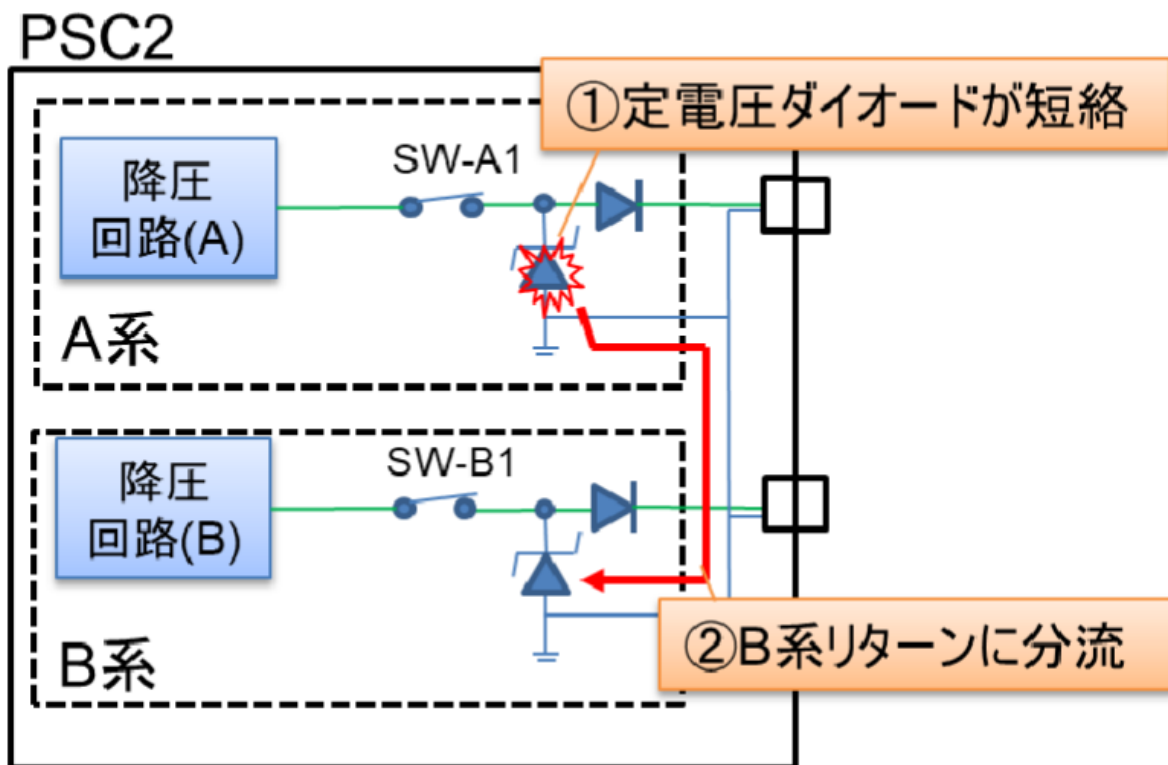 PSC2
①定電圧ダイオードが短絡
降圧
回路(A)
SW-A1
A系
降圧
回路(B)
SW-B1
②B系リターンに分流
B系